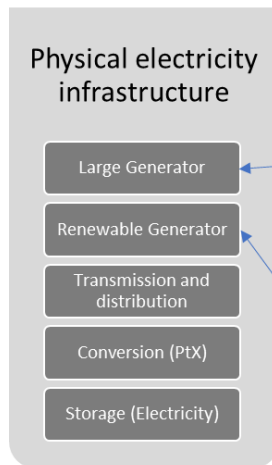 Physical electricity
infrastructure
Large Generator
Renewable Generator
Transmission and
distribution
Conversion (PtX)
Storage (Electricity)